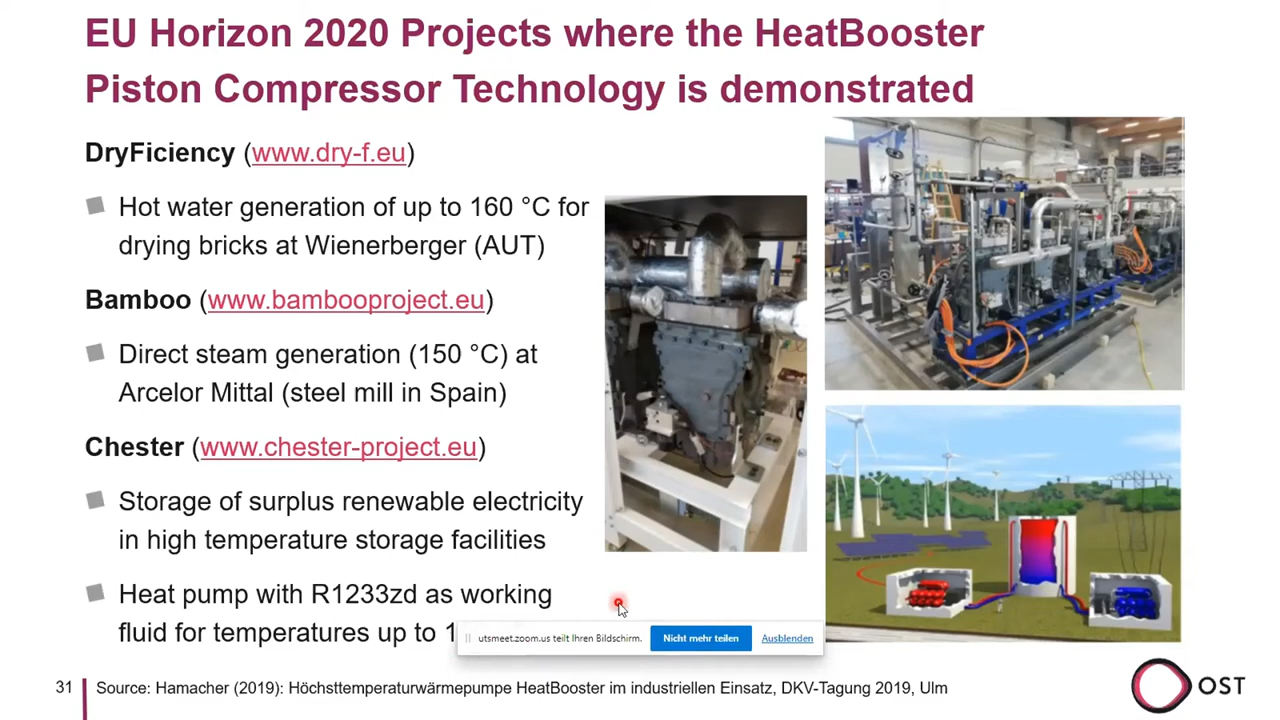 EU Horizon 2020 Projects where the HeatBooster
Piston Compressor Technology is demonstrated
DryFiciency (www.dry-f.eu)
Hot water generation of up to 160 °C for
drying bricks at Wienerberger (AUT)
Bamboo (www.bambooproject.eu)
Direct steam generation (150 °C) at
Arcelor Mittal (steel mill in Spain)
Chester (www.chester-project.eu)
Storage of surplus renewable electricity
in high temperature storage facilities
Heat pump with R1233zd as working
fluid for temperatures up to 1
utsmeet.zoom.us teilt Ihren Bildschirm.
Nicht mehr teilen
Ausblenden
31
Source: Hamacher (2019): Höchsttemperaturwärmepumpe HeatBooster im industriellen Einsatz, DKV-Tagung 2019, Ulm
OST